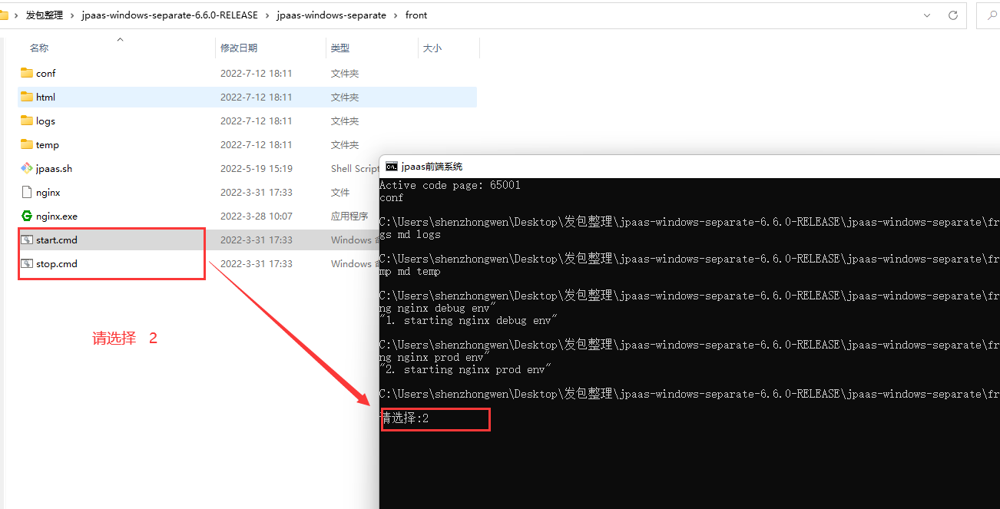 发包整理 › jpaas-windows-separate-6.6.0-RELEASE › jpaas-windows-separate › front
名称 修改日期 类型 大小
conf 2022-7-12 18:11 文件夹
html 2022-7-12 18:11 文件夹
logs 2022-7-12 18:11 文件夹
temp 2022-7-12 18:11 文件夹
jpaas.sh 2022-5-19 15:19 Shell Script
nginx 2022-3-31 17:33 文件
nginx.exe 2022-3-28 10:07 应用程序
start.cmd 2022-3-31 17:33 Windows
stop.cmd 2022-3-31 17:33 Windows
请选择 2
jpaas前端系统
Active code page: 65001
conf
C:\Users\shenzhongwen\Desktop\发包整理\jpaas-windows-separate-6.6.0-RELEASE\jpaas-windows-separate\fr
gs md logs
C:\Users\shenzhongwen\Desktop\发包整理\jpaas-windows-separate-6.6.0-RELEASE\jpaas-windows-separate\fr
mp md temp
C:\Users\shenzhongwen\Desktop\发包整理\jpaas-windows-separate-6.6.0-RELEASE\jpaas-windows-separate\fr
ng nginx debug env"
"1. starting nginx debug env"
C:\Users\shenzhongwen\Desktop\发包整理\jpaas-windows-separate-6.6.0-RELEASE\jpaas-windows-separate\fr
ng nginx prod env"
"2. starting nginx prod env"
C:\Users\shenzhongwen\Desktop\发包整理\jpaas-windows-separate-6.6.0-RELEASE\jpaas-windows-separate\fr
请选择:2